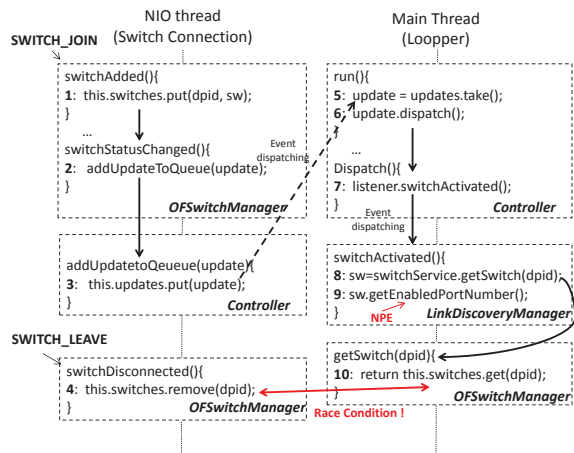 NIO thread
(Switch Connection)
Main Thread
(Loopper)
SWITCH_JOIN
switchAdded(){
1: this.switches.put(dpid, sw);
}
...
switchStatusChanged(){
2: addUpdateToQueue(update);
}
OFSwitchManager
addUpdatetoQeueue(update){
3: this.updates.put(update);
}
Controller
SWITCH_LEAVE
switchDisconnected(){
4: this.switches.remove(dpid);
}
OFSwitchManager
Event
dispatching
run(){
5: update = updates.take();
6: update.dispatch();
}
...
Dispatch(){
7: listener.switchActivated();
}
Controller
Event
dispatching
switchActivated(){
8: sw=switchService.getSwitch(dpid);
9: sw.getEnabledPortNumber();
}
NPE
LinkDiscoveryManager
getSwitch(dpid){
10: return this.switches.get(dpid);
}
OFSwitchManager
Race Condition !